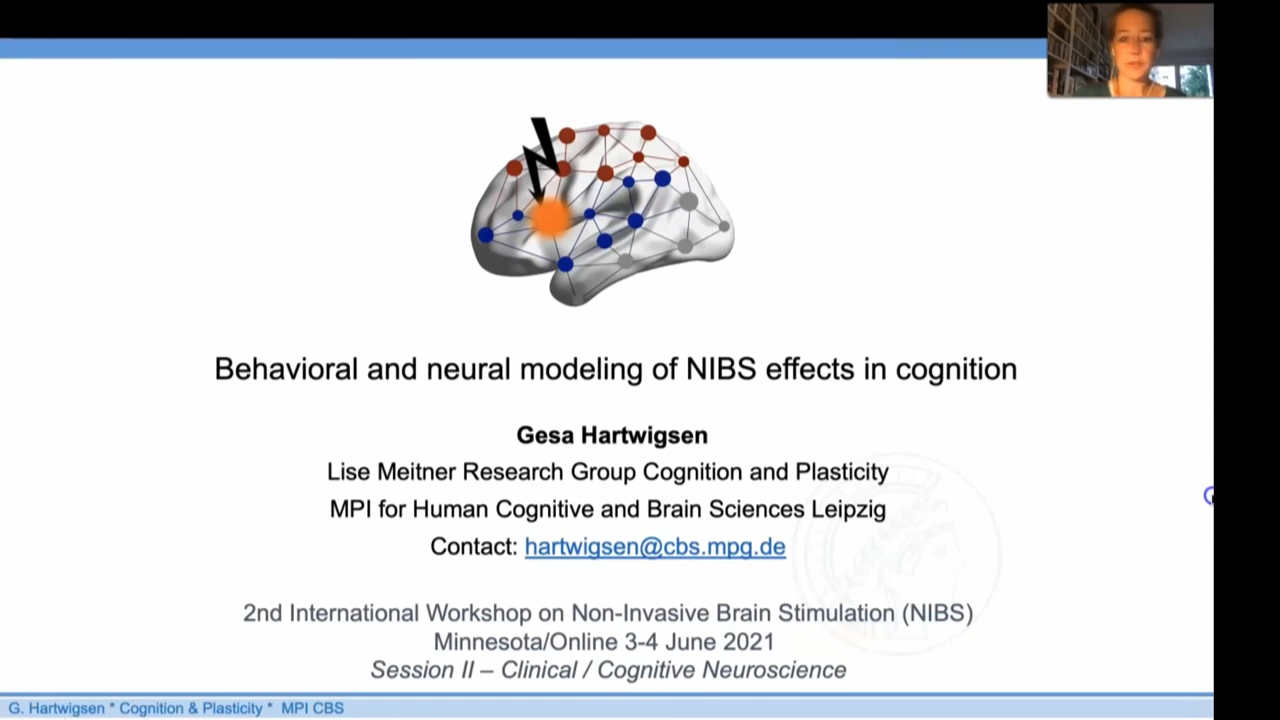 Behavioral and neural modeling of NIBS effects in cognition
Gesa Hartwigsen
Lise Meitner Research Group Cognition and Plasticity
MPI for Human Cognitive and Brain Sciences Leipzig
Contact: hartwigsen@cbs.mpg.de
2nd International Workshop on Non-Invasive Brain Stimulation (NIBS)
Minnesota/Online 3-4 June 2021
Session II – Clinical / Cognitive Neuroscience
G. Hartwigsen * Cognition & Plasticity * MPI CBS